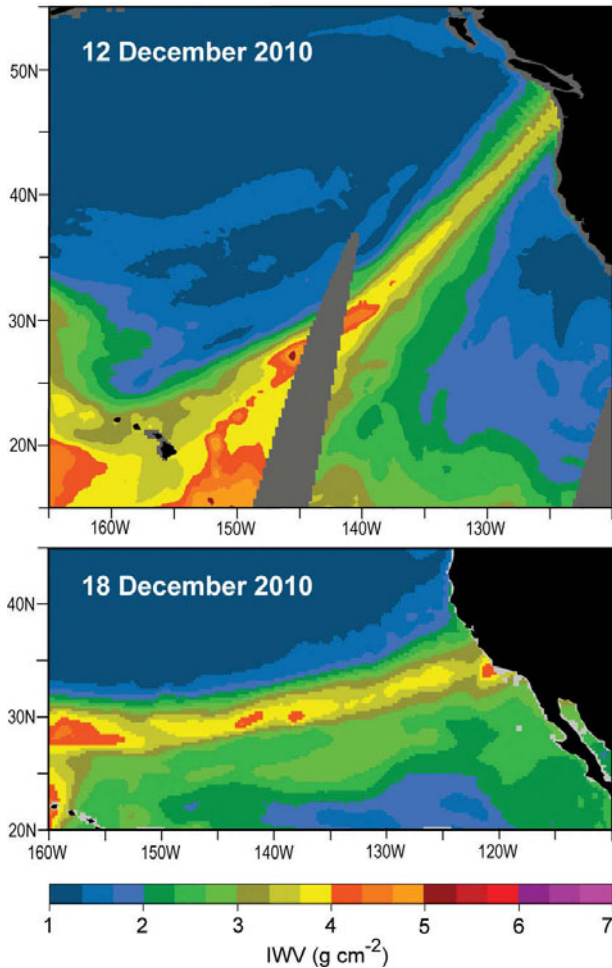 12 December 2010
50N
40N
30N
20N
160W 150W 140W 130W
18 December 2010
40N
30N
20N
160W 150W 140W 130W 120W
1 2 3 4 5 6 7
IWV (g cm⁻²)